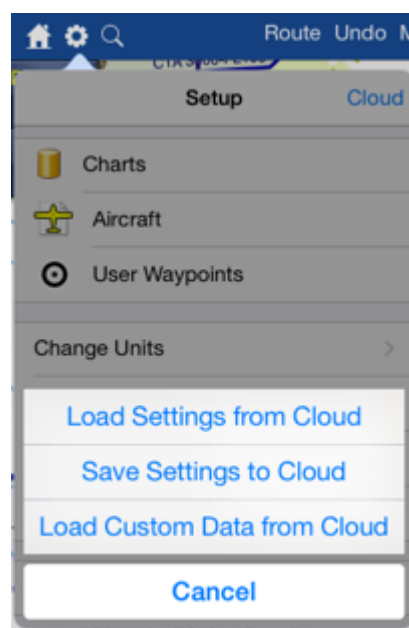 Route Undo
Setup Cloud
Charts
Aircraft
User Waypoints
Change Units
Load Settings from Cloud
Save Settings to Cloud
Load Custom Data from Cloud
Cancel